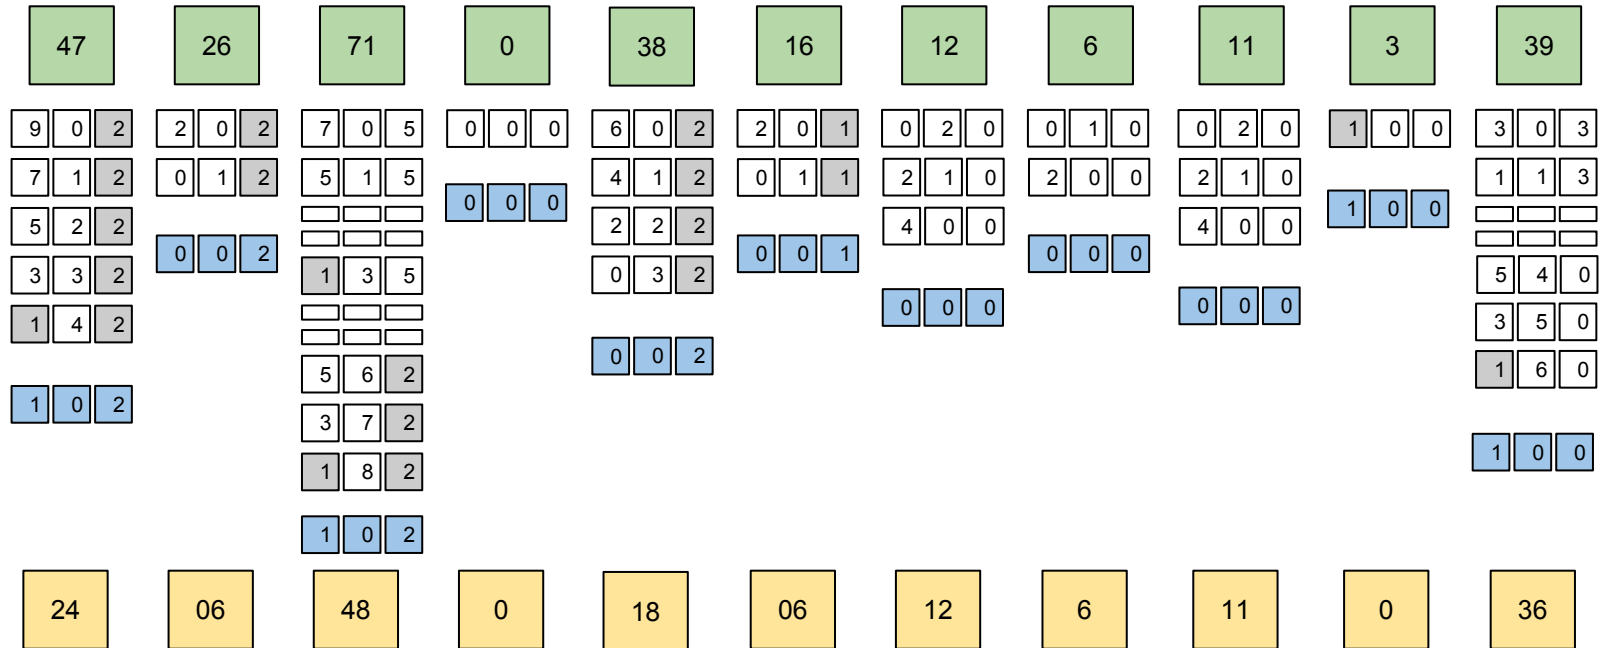 47 26 71 0 38 16 12 6 11 3 39
9 0 2 2 0 2 7 0 5 0 0 0 6 0 2 2 0 1 0 2 0 0 1 0 0 2 0 1 0 0 3 0 3
7 1 2 0 1 2 5 1 5 4 1 2 0 1 1 2 1 0 2 0 0 2 1 0 1 1 3
0 0 0 1 0 0
5 2 2 2 2 2 4 0 0 4 0 0
0 0 2 0 0 1 0 0 0
3 3 2 1 3 5 0 3 2 5 4 0
0 0 0 0 0 0
1 4 2 3 5 0
0 0 2
5 6 2 1 6 0
1 0 2
3 7 2
1 0 0
1 8 2
1 0 2
24 06 48 0 18 06 12 6 11 0 36